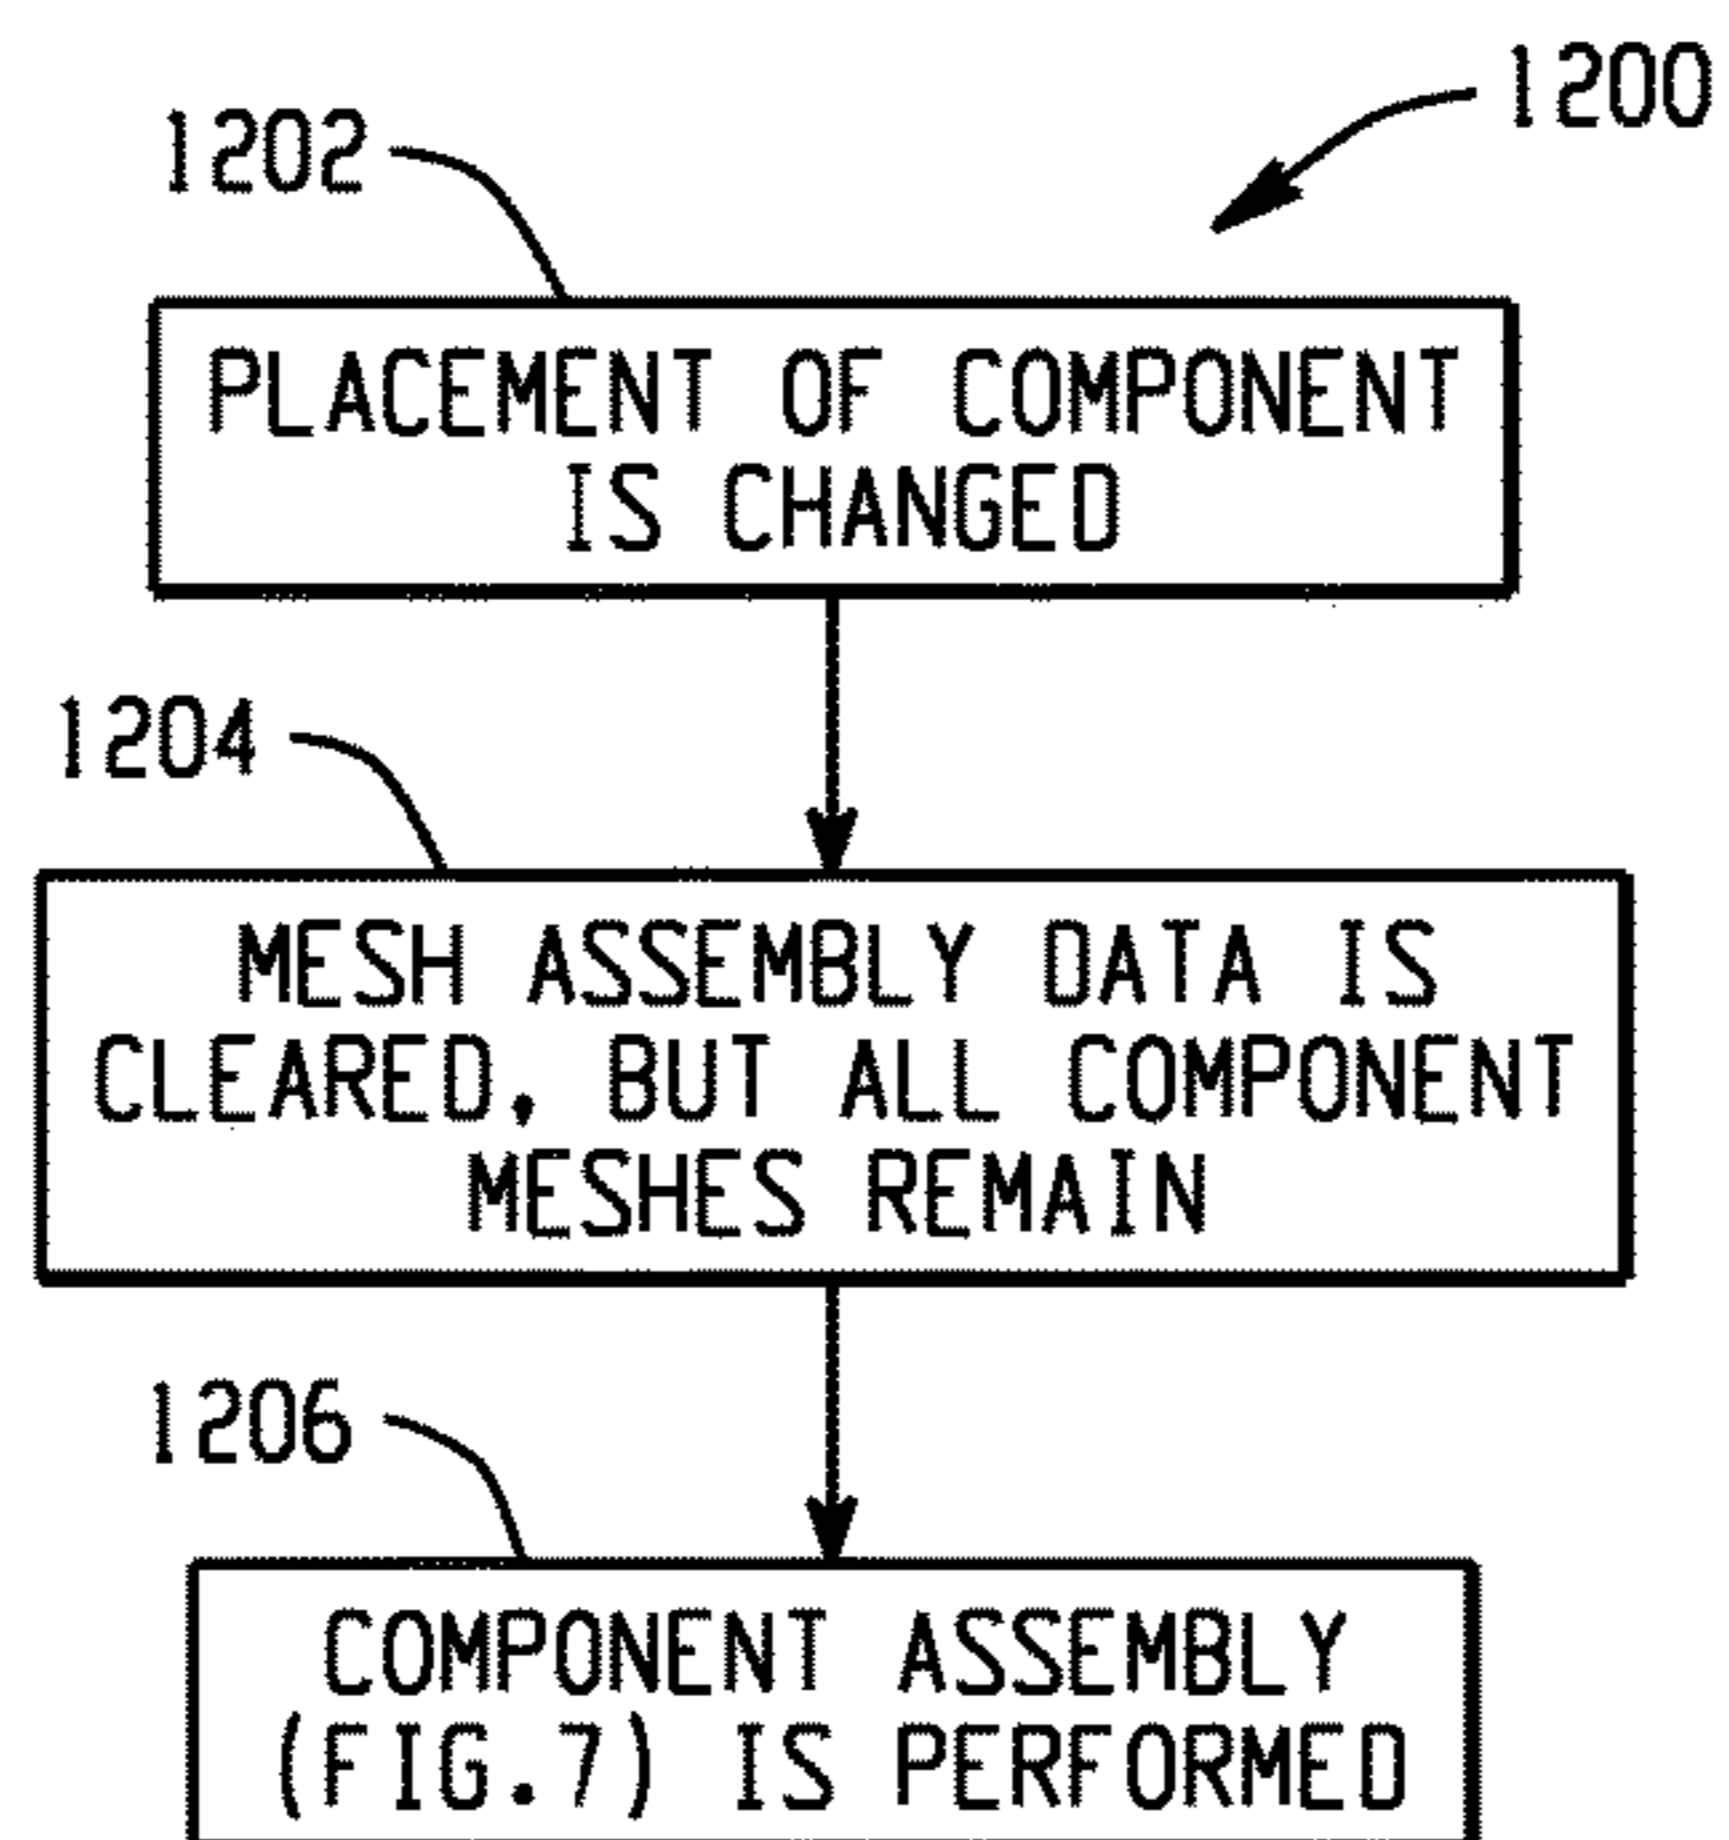 1200
1202
PLACEMENT OF COMPONENT
IS CHANGED
1204
MESH ASSEMBLY DATA IS
CLEARED, BUT ALL COMPONENT
MESHES REMAIN
1206
COMPONENT ASSEMBLY
(FIG.7) IS PERFORMED